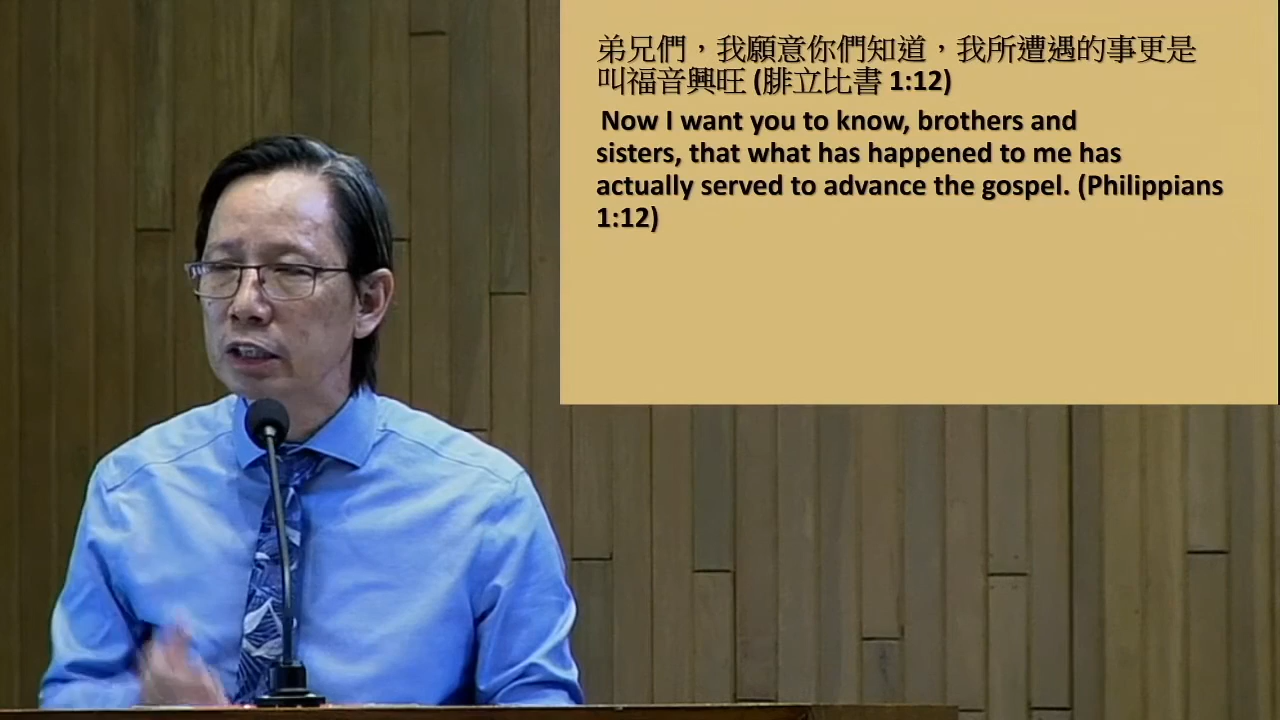 弟兄們，我願意你們知道，我所遭遇的事更是
叫福音興旺 (腓立比書 1:12)
Now I want you to know, brothers and
sisters, that what has happened to me has
actually served to advance the gospel. (Philippians
1:12)